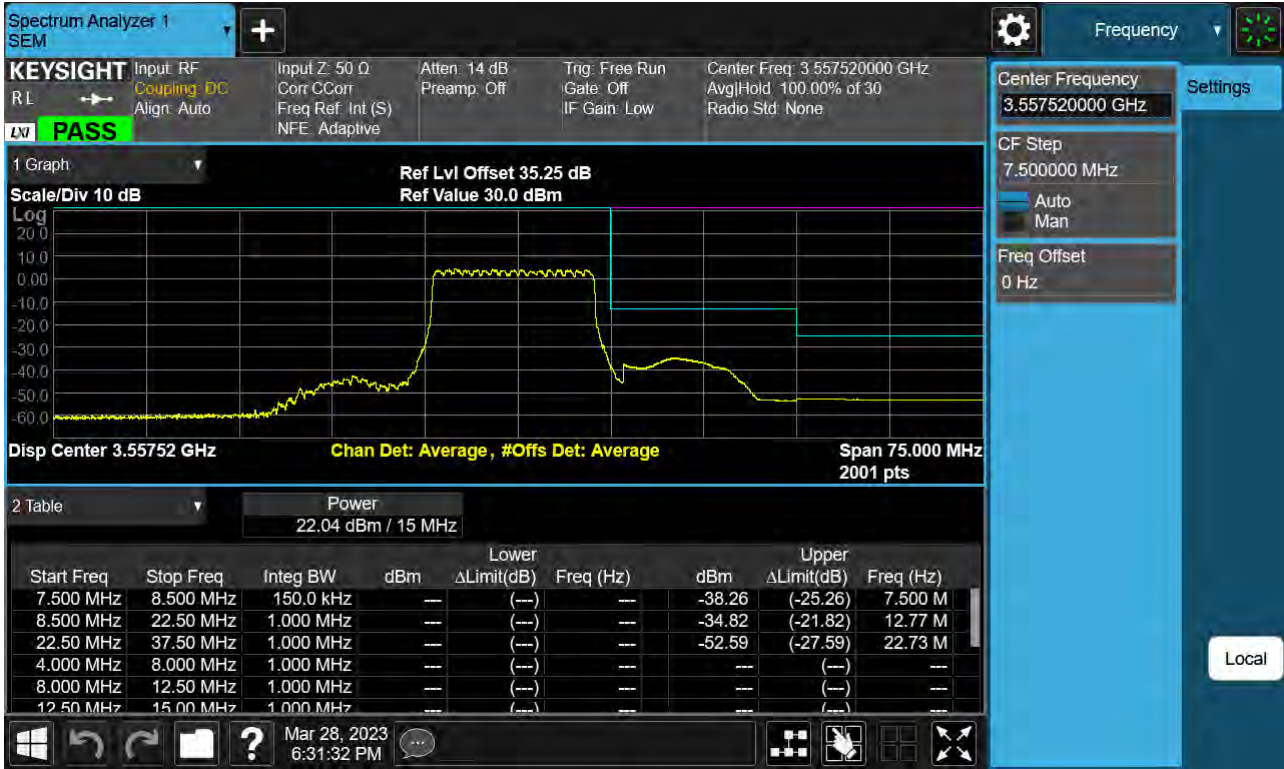 Spectrum Analyzer 1
SEM
Frequency
KEYSIGHT
Input: RF
Coupling: DC
Align: Auto
Input Z: 50 Ω
Corr CCorr
Freq Ref: Int (S)
NFE: Adaptive
Atten: 14 dB
Preamp: Off
Trig: Free Run
Gate: Off
IF Gain: Low
Center Freq: 3.557520000 GHz
Avg|Hold: 100.00% of 30
Radio Std: None
R L
LXI PASS
Center Frequency
3.557520000 GHz
Settings
CF Step
7.500000 MHz
Auto
Man
Freq Offset
0 Hz
1 Graph
Ref Lvl Offset 35.25 dB
Scale/Div 10 dB
Ref Value 30.0 dBm
Log
20.0
10.0
0.00
-10.0
-20.0
-30.0
-40.0
-50.0
-60.0
Disp Center 3.55752 GHz
Chan Det: Average , #Offs Det: Average
Span 75.000 MHz
2001 pts
2 Table
Power
22.04 dBm / 15 MHz
Lower Upper
Start Freq Stop Freq Integ BW dBm ΔLimit(dB) Freq (Hz) dBm ΔLimit(dB) Freq (Hz)
7.500 MHz 8.500 MHz 150.0 kHz --- (---) --- -38.26 (-25.26) 7.500 M
8.500 MHz 22.50 MHz 1.000 MHz --- (---) --- -34.82 (-21.82) 12.77 M
22.50 MHz 37.50 MHz 1.000 MHz --- (---) --- -52.59 (-27.59) 22.73 M
4.000 MHz 8.000 MHz 1.000 MHz --- (---) --- --- (---) ---
8.000 MHz 12.50 MHz 1.000 MHz --- (---) --- --- (---) ---
12.50 MHz 15.00 MHz 1.000 MHz --- (---) --- --- (---) ---
Local
?
Mar 28, 2023
6:31:32 PM